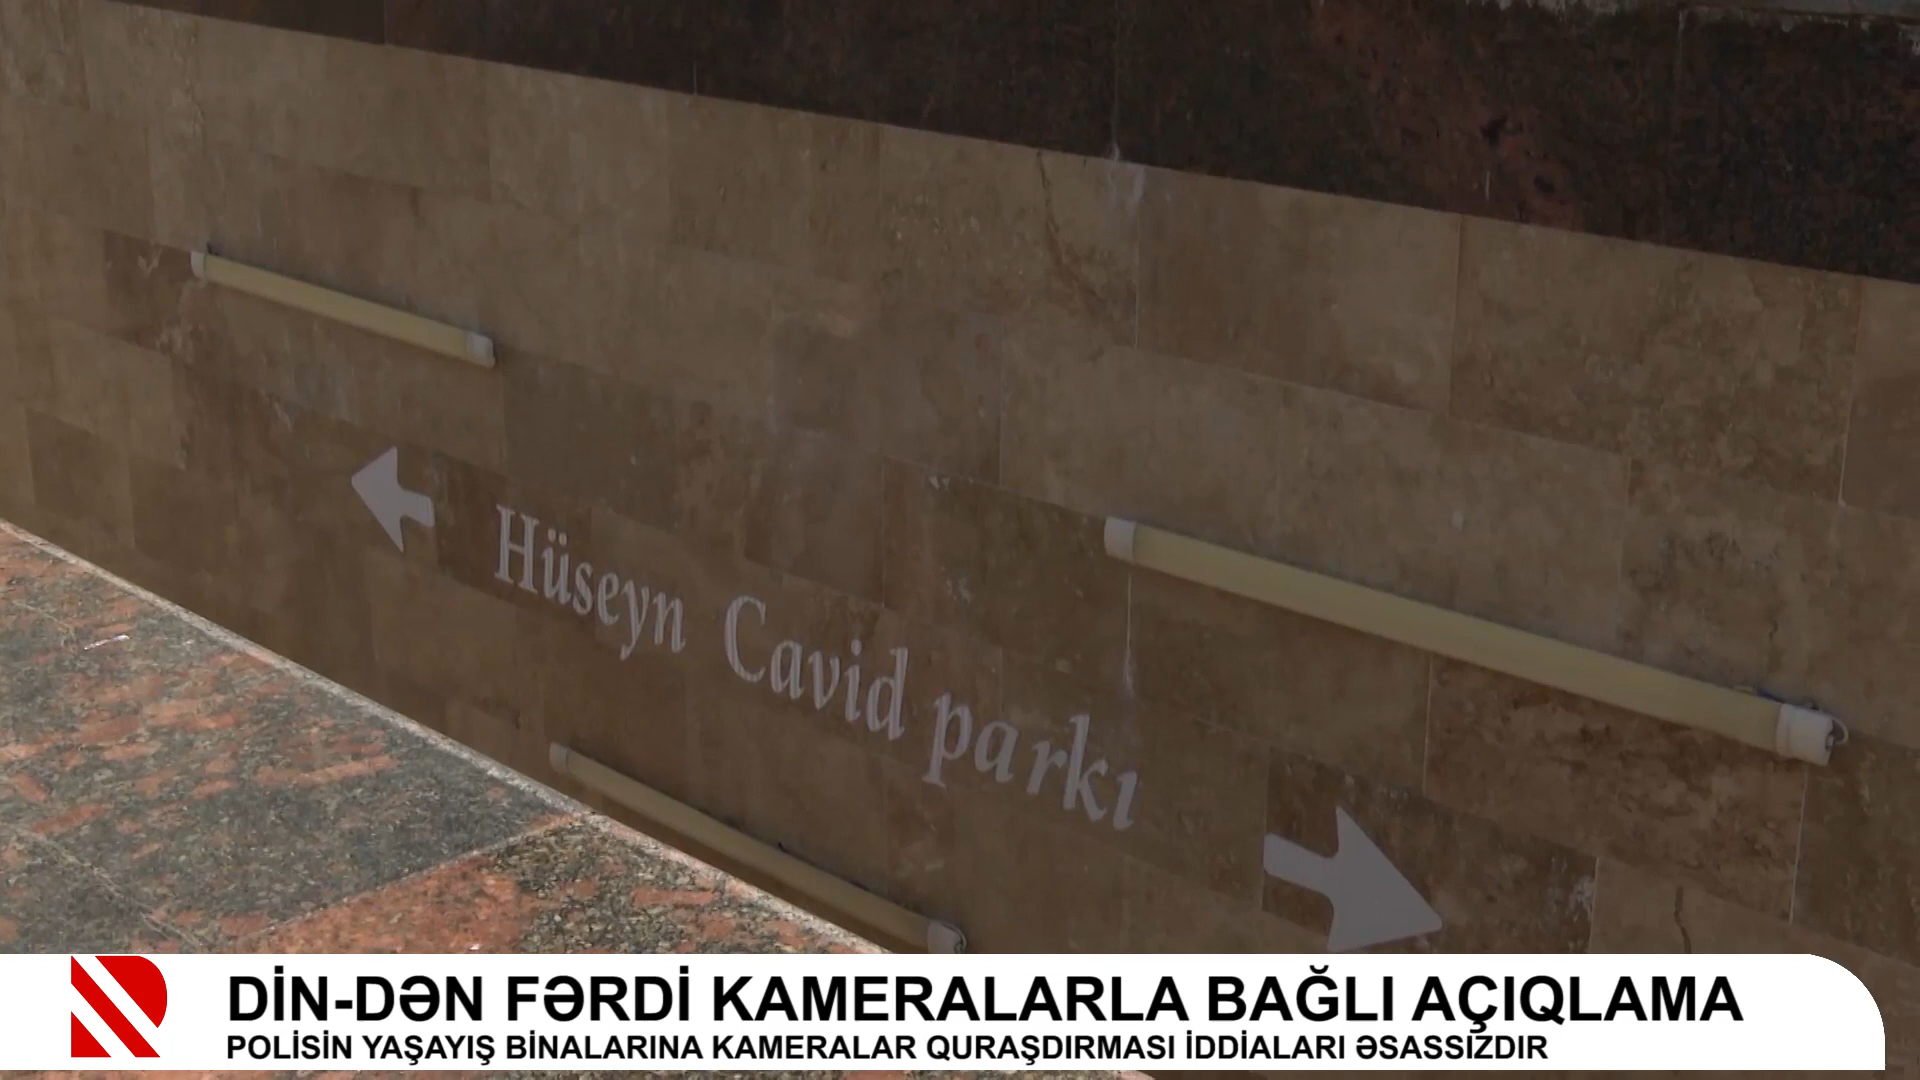 Hüseyn Cavid parkı
DİN-DƏN FƏRDİ KAMERALARLA BAĞLI AÇIQLAMA
POLİSİN YAŞAYIŞ BİNALARINA KAMERALAR QURAŞDIRMASI İDDİALARI ƏSASSIZDIR